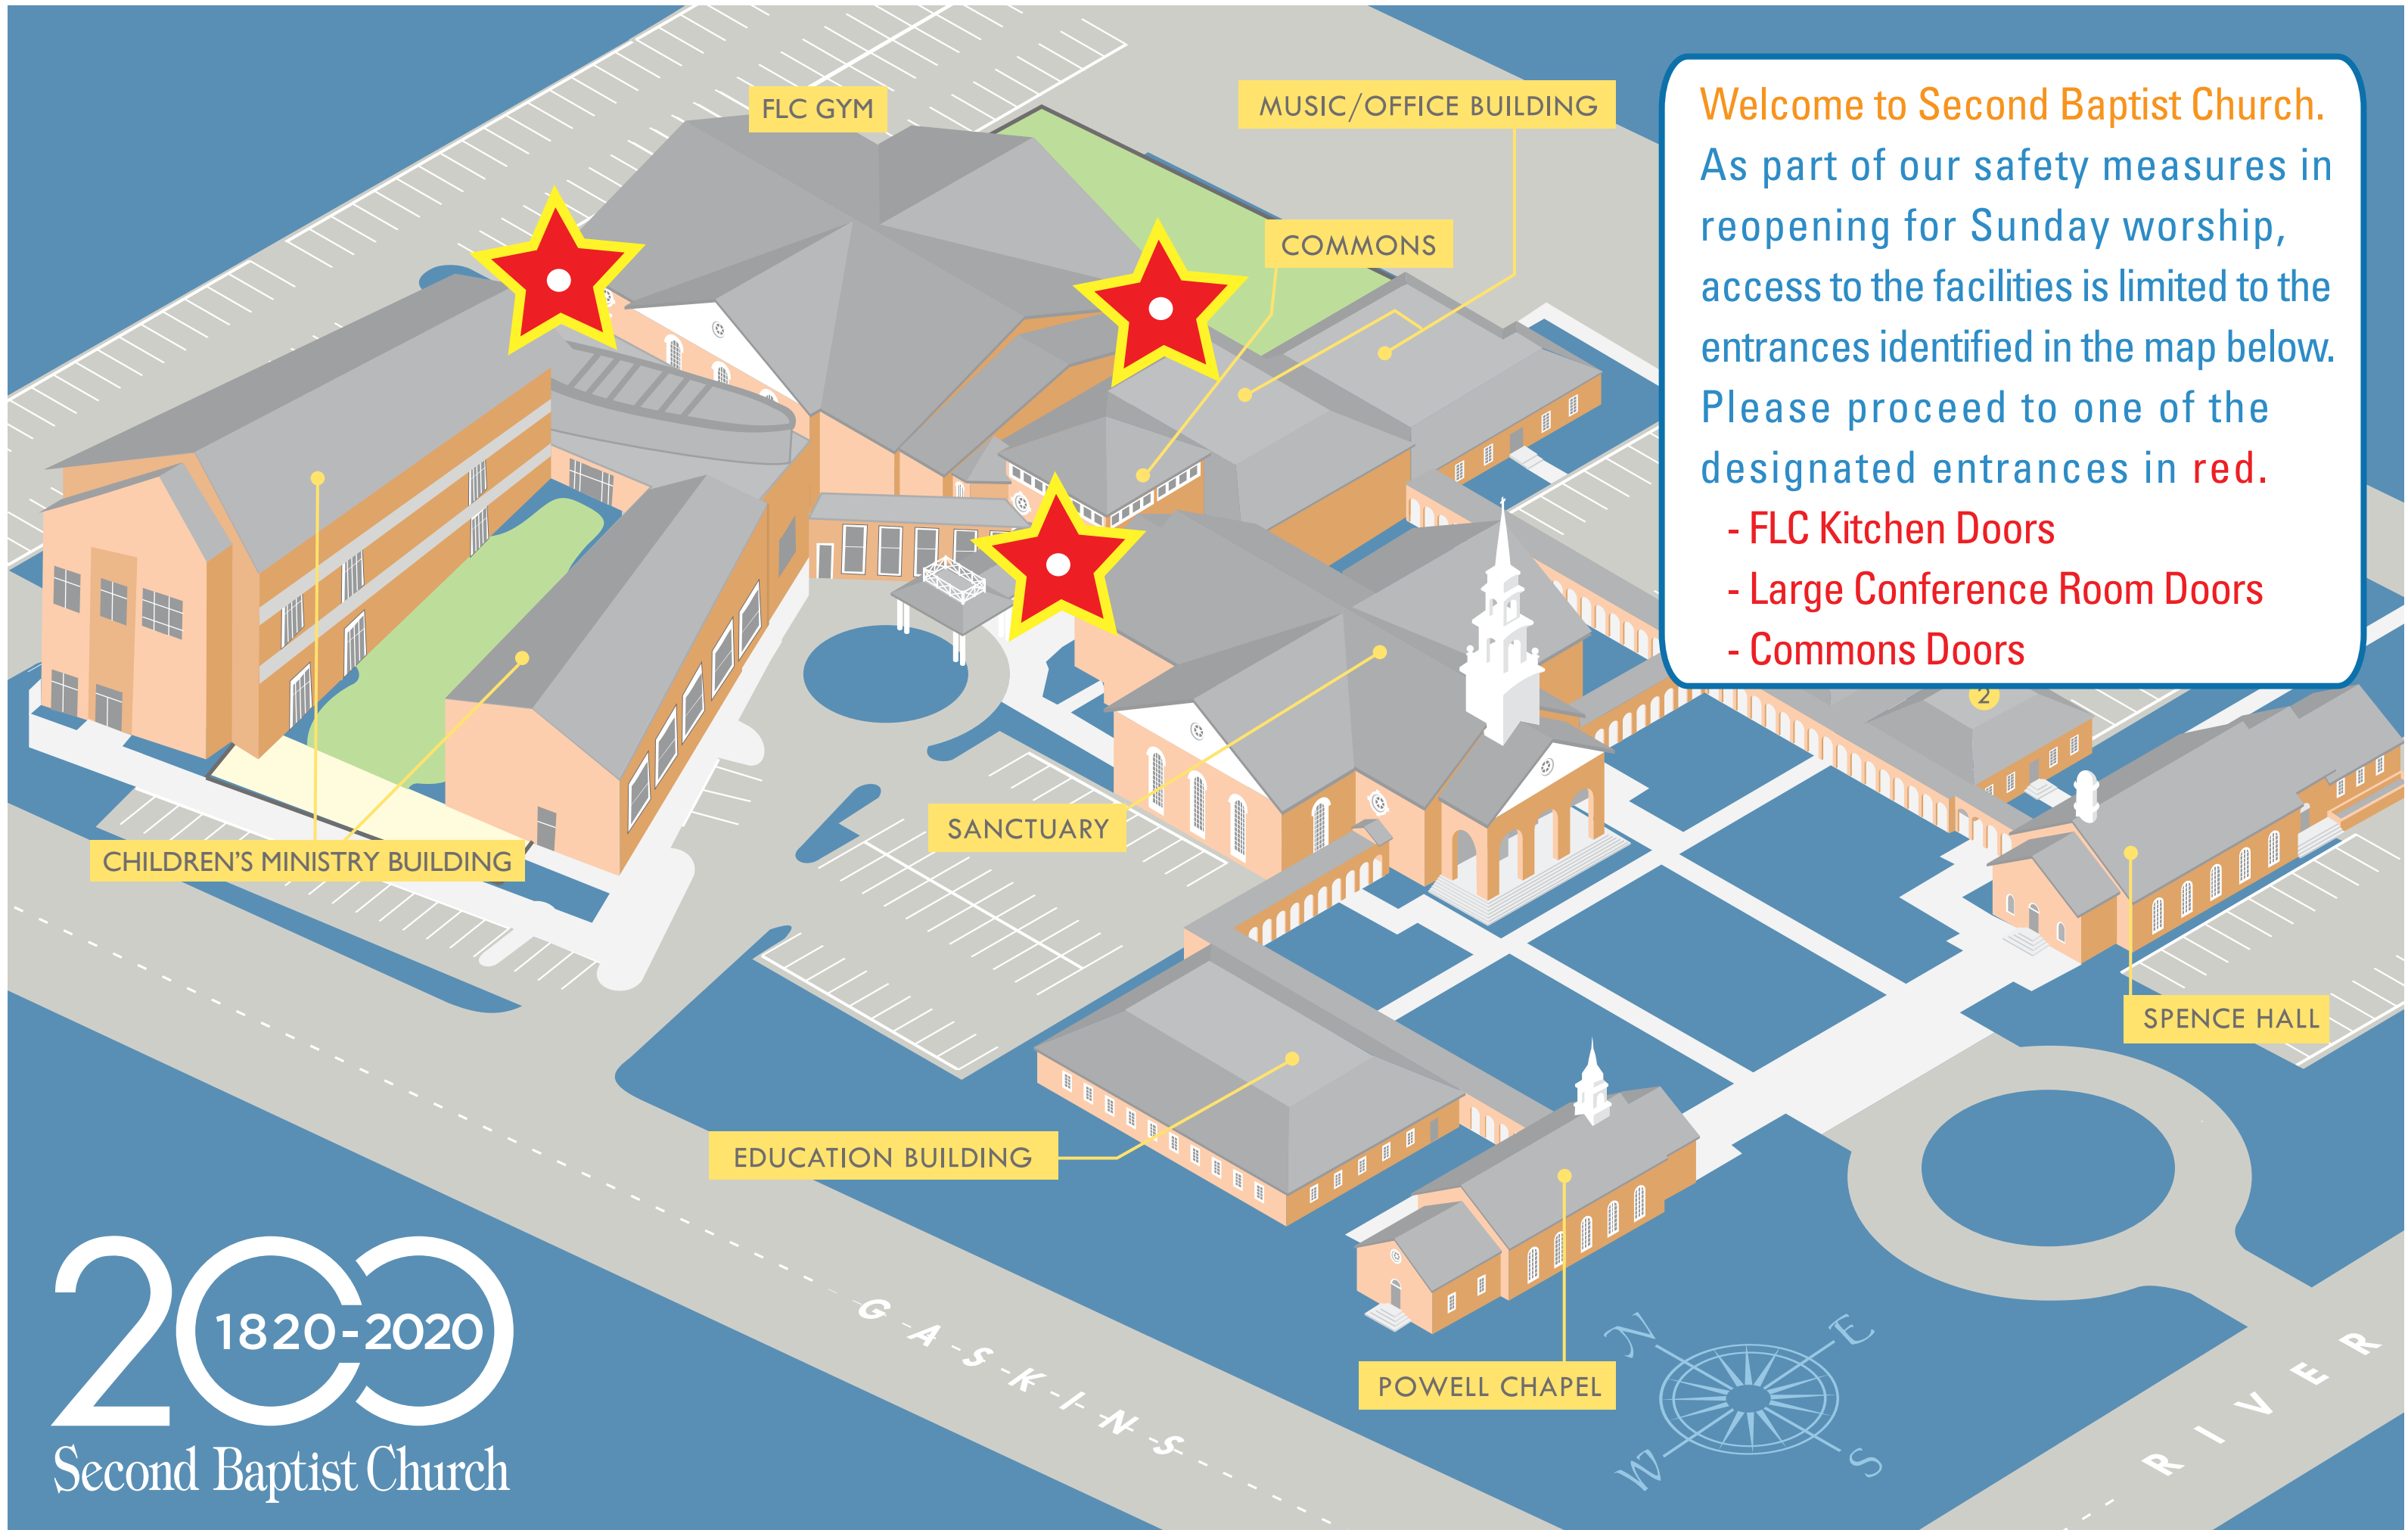 FLC GYM
MUSIC/OFFICE BUILDING
COMMONS
Welcome to Second Baptist Church.
As part of our safety measures in
reopening for Sunday worship,
access to the facilities is limited to the
entrances identified in the map below.
Please proceed to one of the
designated entrances in red.
- FLC Kitchen Doors
- Large Conference Room Doors
- Commons Doors
2
SANCTUARY
CHILDREN'S MINISTRY BUILDING
SPENCE HALL
EDUCATION BUILDING
POWELL CHAPEL
GASKINS
RIVER
N
E
W
S
200
1820-2020
Second Baptist Church